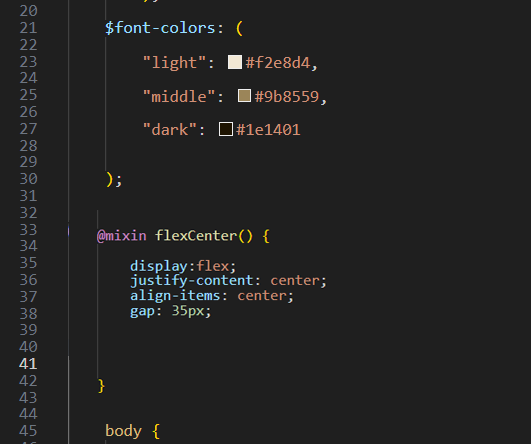 20
21 $font-colors: (
22
23 "light": #f2e8d4,
24
25 "middle": #9b8559,
26
27 "dark": #1e1401
28
29
30 );
31
32
33 @mixin flexCenter() {
34
35 display:flex;
36 justify-content: center;
37 align-items: center;
38 gap: 35px;
39
40
41
42 }
43
44
45 body {